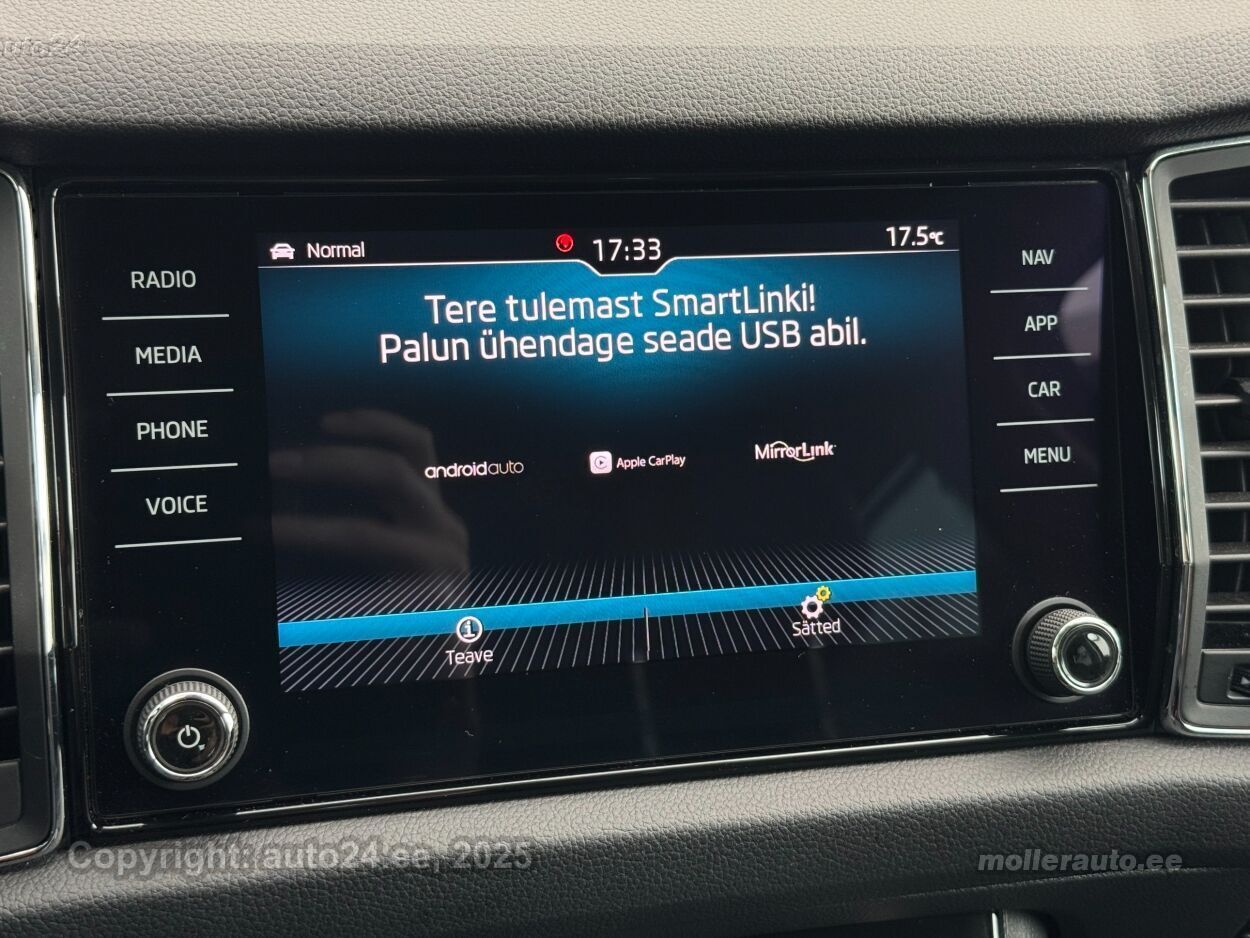 auto24
Normal
17:33
17.5°C
Tere tulemast SmartLinki!
Palun ühendage seade USB abil.
androidauto
Apple CarPlay
MirrorLink
Teave
Sätted
RADIO
MEDIA
PHONE
VOICE
NAV
APP
CAR
MENU
Copyright: auto24.ee, 2025
mollerauto.ee